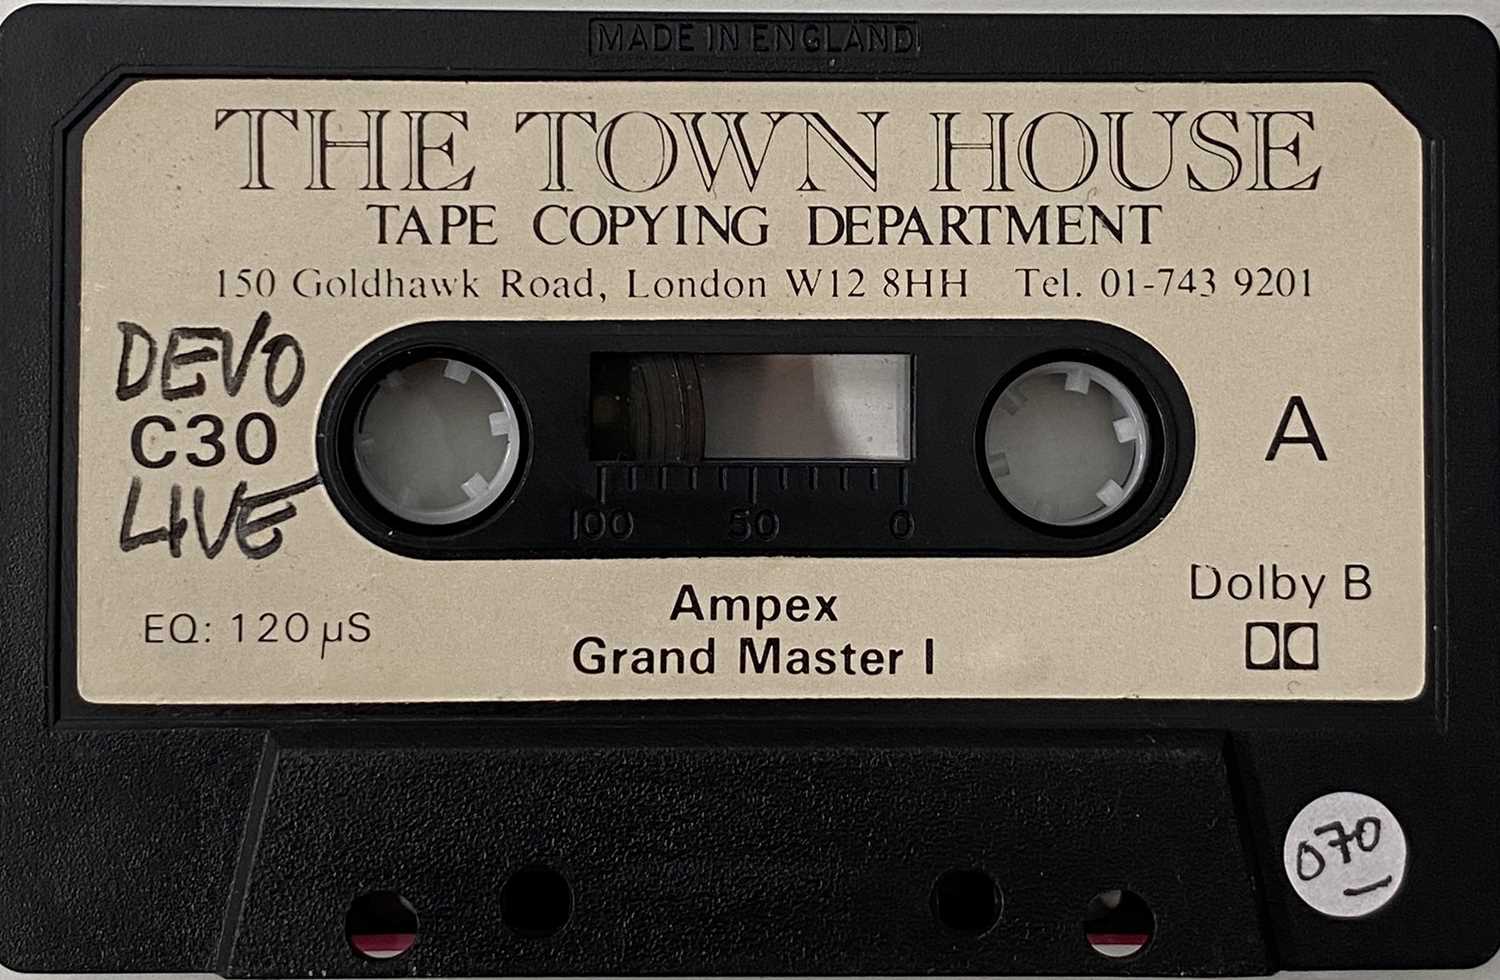 MADE IN ENGLAND
THE TOWN HOUSE
TAPE COPYING DEPARTMENT
150 Goldhawk Road, London W12 8HH Tel. 01-743 9201
DEVO
C30
LIVE
A
100 50 0
EQ: 120 µS
Ampex
Grand Master I
Dolby B
070